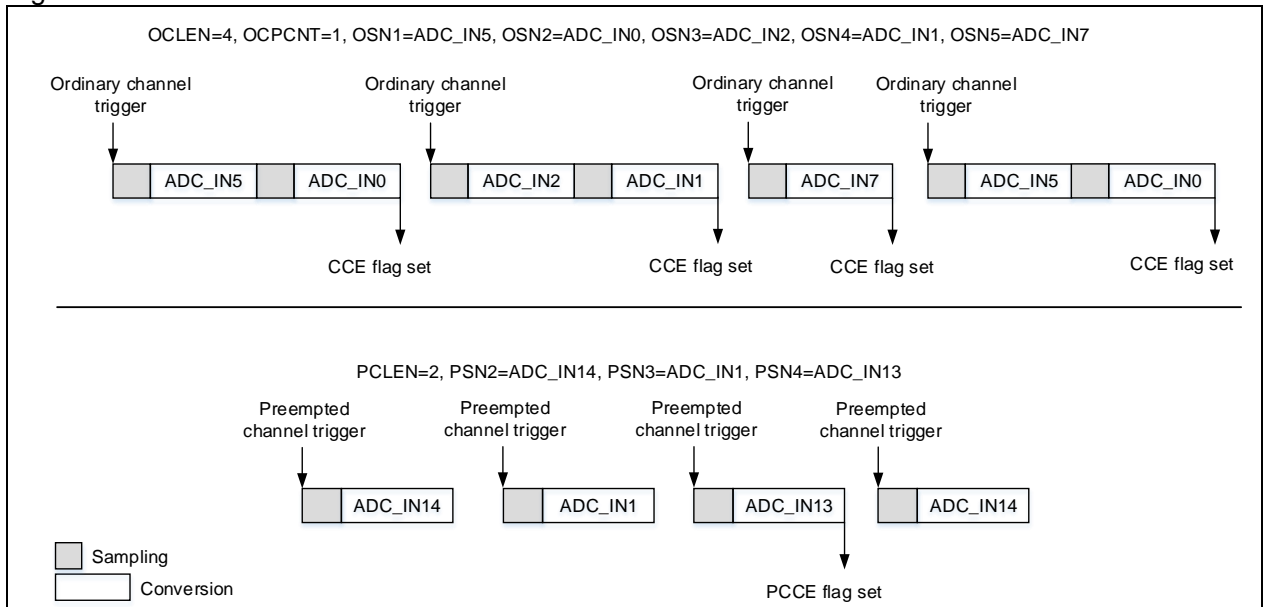 OCLEN=4, OCPCNT=1, OSN1=ADC_IN5, OSN2=ADC_IN0, OSN3=ADC_IN2, OSN4=ADC_IN1, OSN5=ADC_IN7
Ordinary channel
trigger
Ordinary channel
trigger
Ordinary channel
trigger
Ordinary channel
trigger
ADC_IN5
ADC_IN0
ADC_IN2
ADC_IN1
ADC_IN7
ADC_IN5
ADC_IN0
CCE flag set
CCE flag set
CCE flag set
CCE flag set
PCLEN=2, PSN2=ADC_IN14, PSN3=ADC_IN1, PSN4=ADC_IN13
Preempted
channel trigger
Preempted
channel trigger
Preempted
channel trigger
Preempted
channel trigger
ADC_IN14
ADC_IN1
ADC_IN13
ADC_IN14
Sampling
Conversion
PCCE flag set